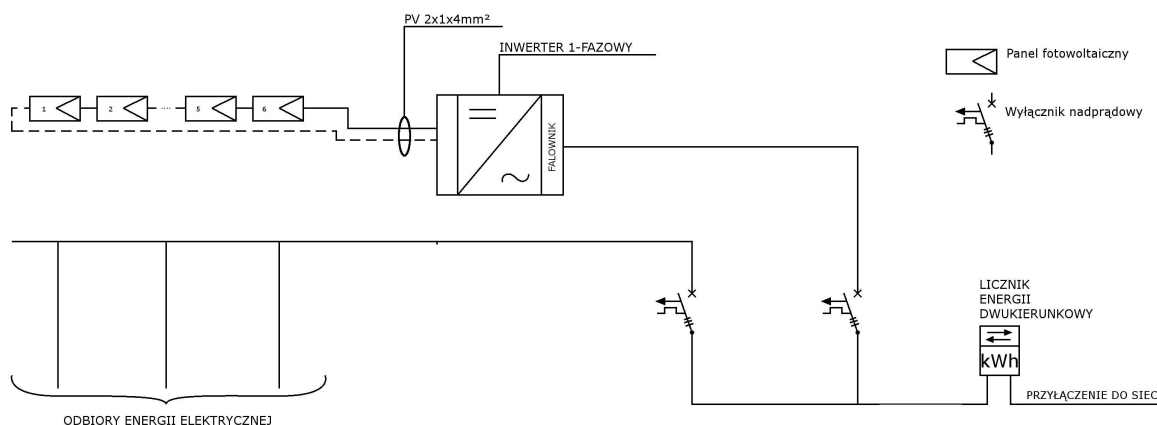 PV 2x1x4mm²
INWERTER 1-FAZOWY
Panel fotowoltaiczny
1 2 5 6
Wyłącznik nadprądowy
FALOWNIK
LICZNIK
ENERGII
DWUKIERUNKOWY
kWh
PRZYŁĄCZENIE DO SIEC
ODBIORY ENERGII ELEKTRYCZNEJ